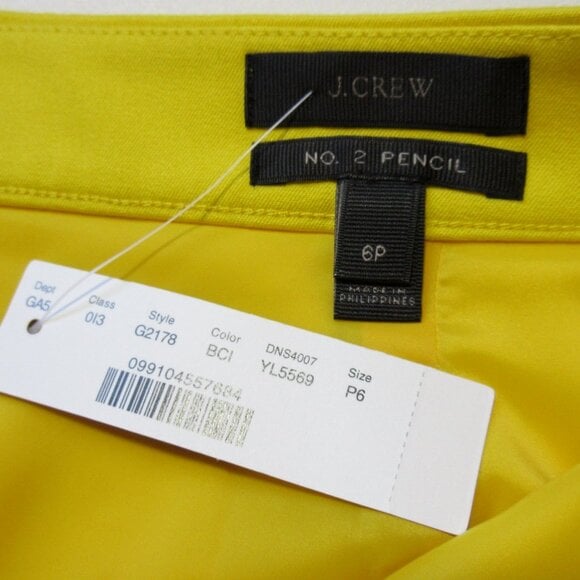 J.CREW
NO. 2 PENCIL
6P
MADE IN
PHILIPPINES
Dept Class Style Color DNS4007 Size
GA5 013 G2178 BCI YL5569 P6
099104557684